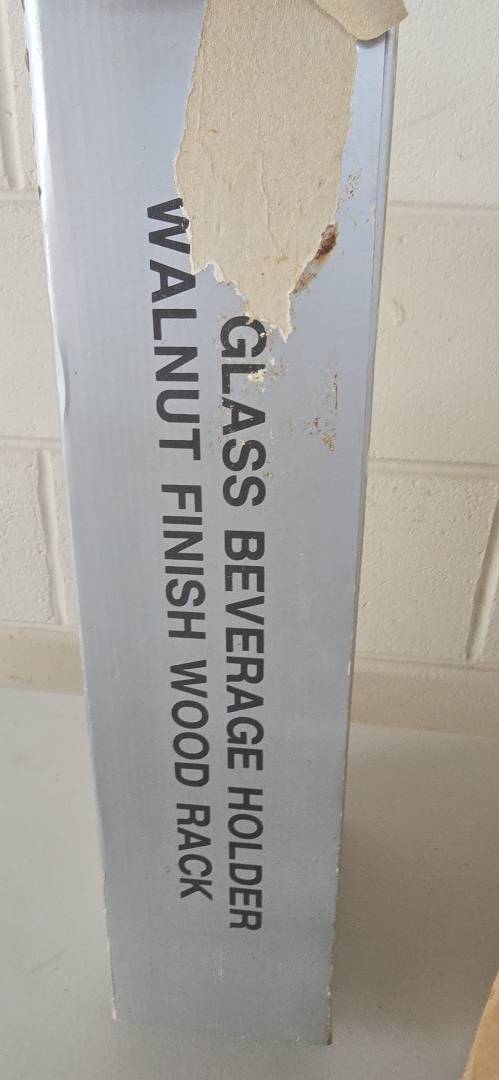 GLASS BEVERAGE HOLDER
WALNUT FINISH WOOD RACK